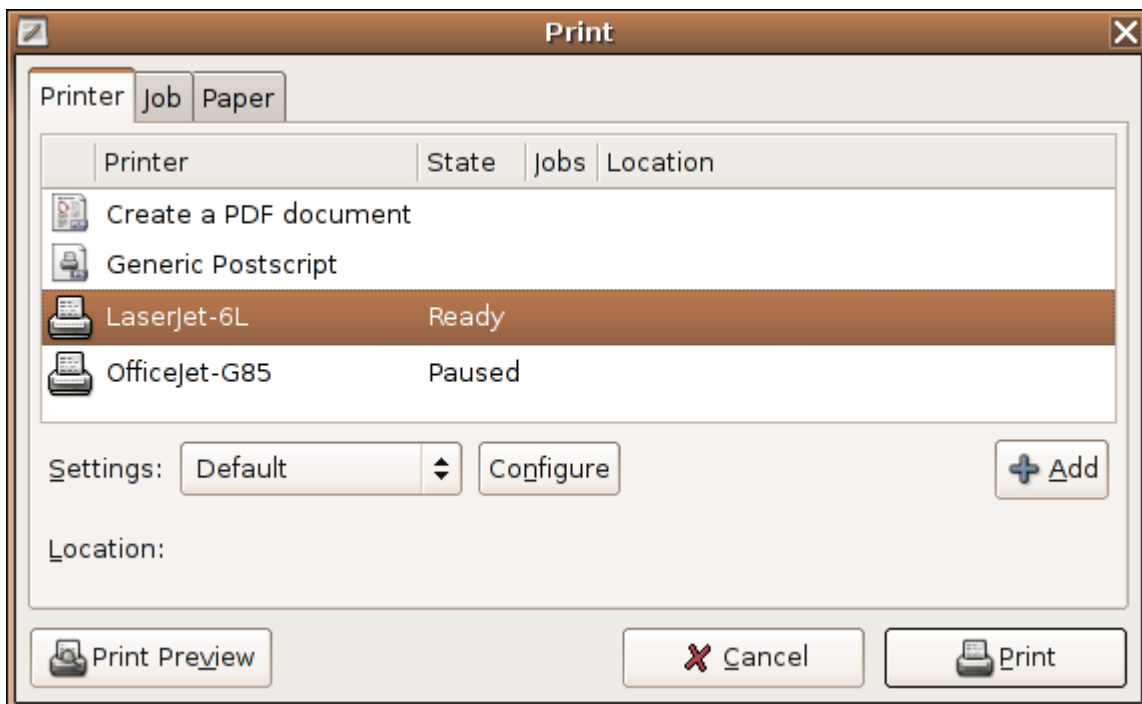 Print
Printer Job Paper
Printer State Jobs Location
Create a PDF document
Generic Postscript
LaserJet-6L Ready
OfficeJet-G85 Paused
Settings: Default Configure Add
Location:
Print Preview Cancel Print